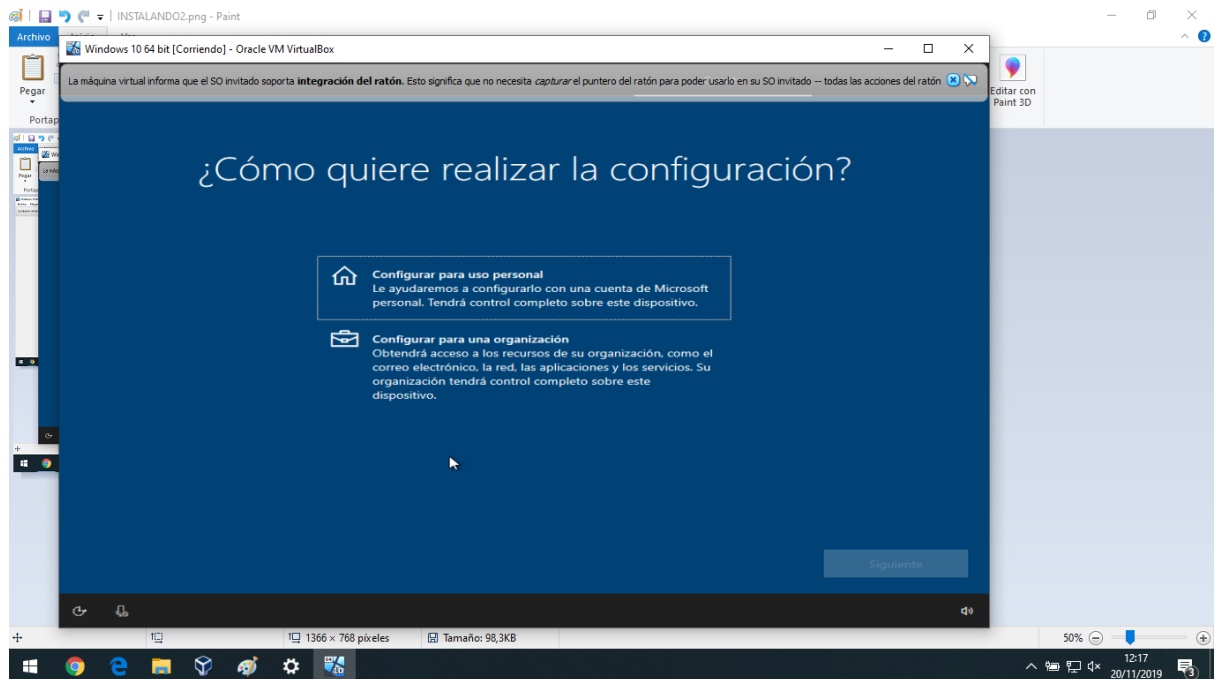 INSTALANDO2.png - Paint
Archivo
Windows 10 64 bit [Corriendo] - Oracle VM VirtualBox
La máquina virtual informa que el SO invitado soporta integración del ratón. Esto significa que no necesita capturar el puntero del ratón para poder usarlo en su SO invitado -- todas las acciones del ratón
Pegar
Portap
Editar con
Paint 3D
¿Cómo quiere realizar la configuración?
Configurar para uso personal
Le ayudaremos a configurarlo con una cuenta de Microsoft
personal. Tendrá control completo sobre este dispositivo.
Configurar para una organización
Obtendrá acceso a los recursos de su organización, como el
correo electrónico, la red, las aplicaciones y los servicios. Su
organización tendrá control completo sobre este
dispositivo.
Siguiente
1366 × 768 píxeles
Tamaño: 98,3KB
50%
12:17
20/11/2019
3